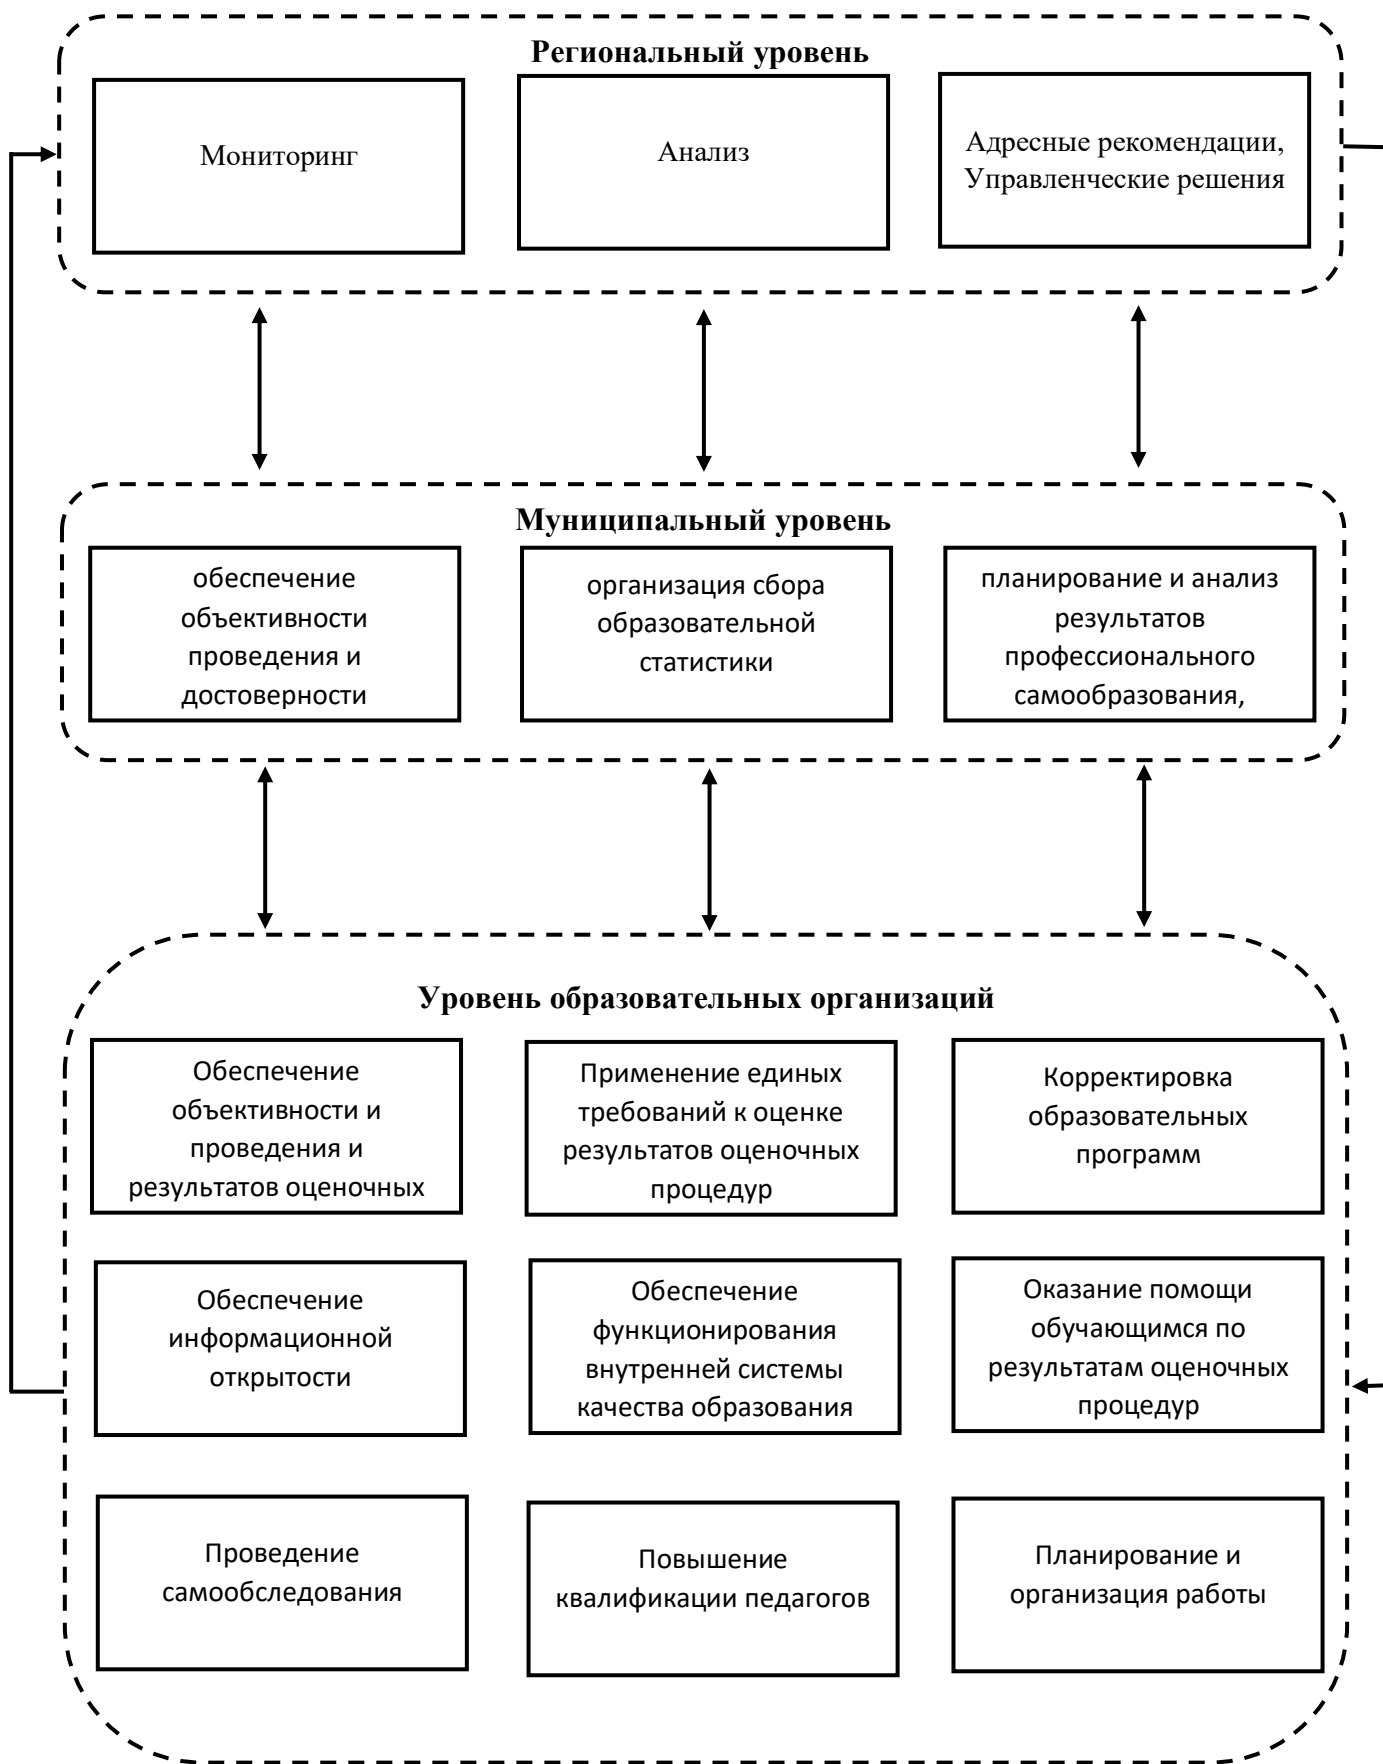 Региональный уровень
Мониторинг
Анализ
Адресные рекомендации,
Управленческие решения
Муниципальный уровень
обеспечение
объективности
проведения и
достоверности
организация сбора
образовательной
статистики
планирование и анализ
результатов
профессионального
самообразования,
Уровень образовательных организаций
Обеспечение
объективности и
проведения и
результатов оценочных
Применение единых
требований к оценке
результатов оценочных
процедур
Корректировка
образовательных
программ
Обеспечение
информационной
открытости
Обеспечение
функционирования
внутренней системы
качества образования
Оказание помощи
обучающимся по
результатам оценочных
процедур
Проведение
самообследования
Повышение
квалификации педагогов
Планирование и
организация работы